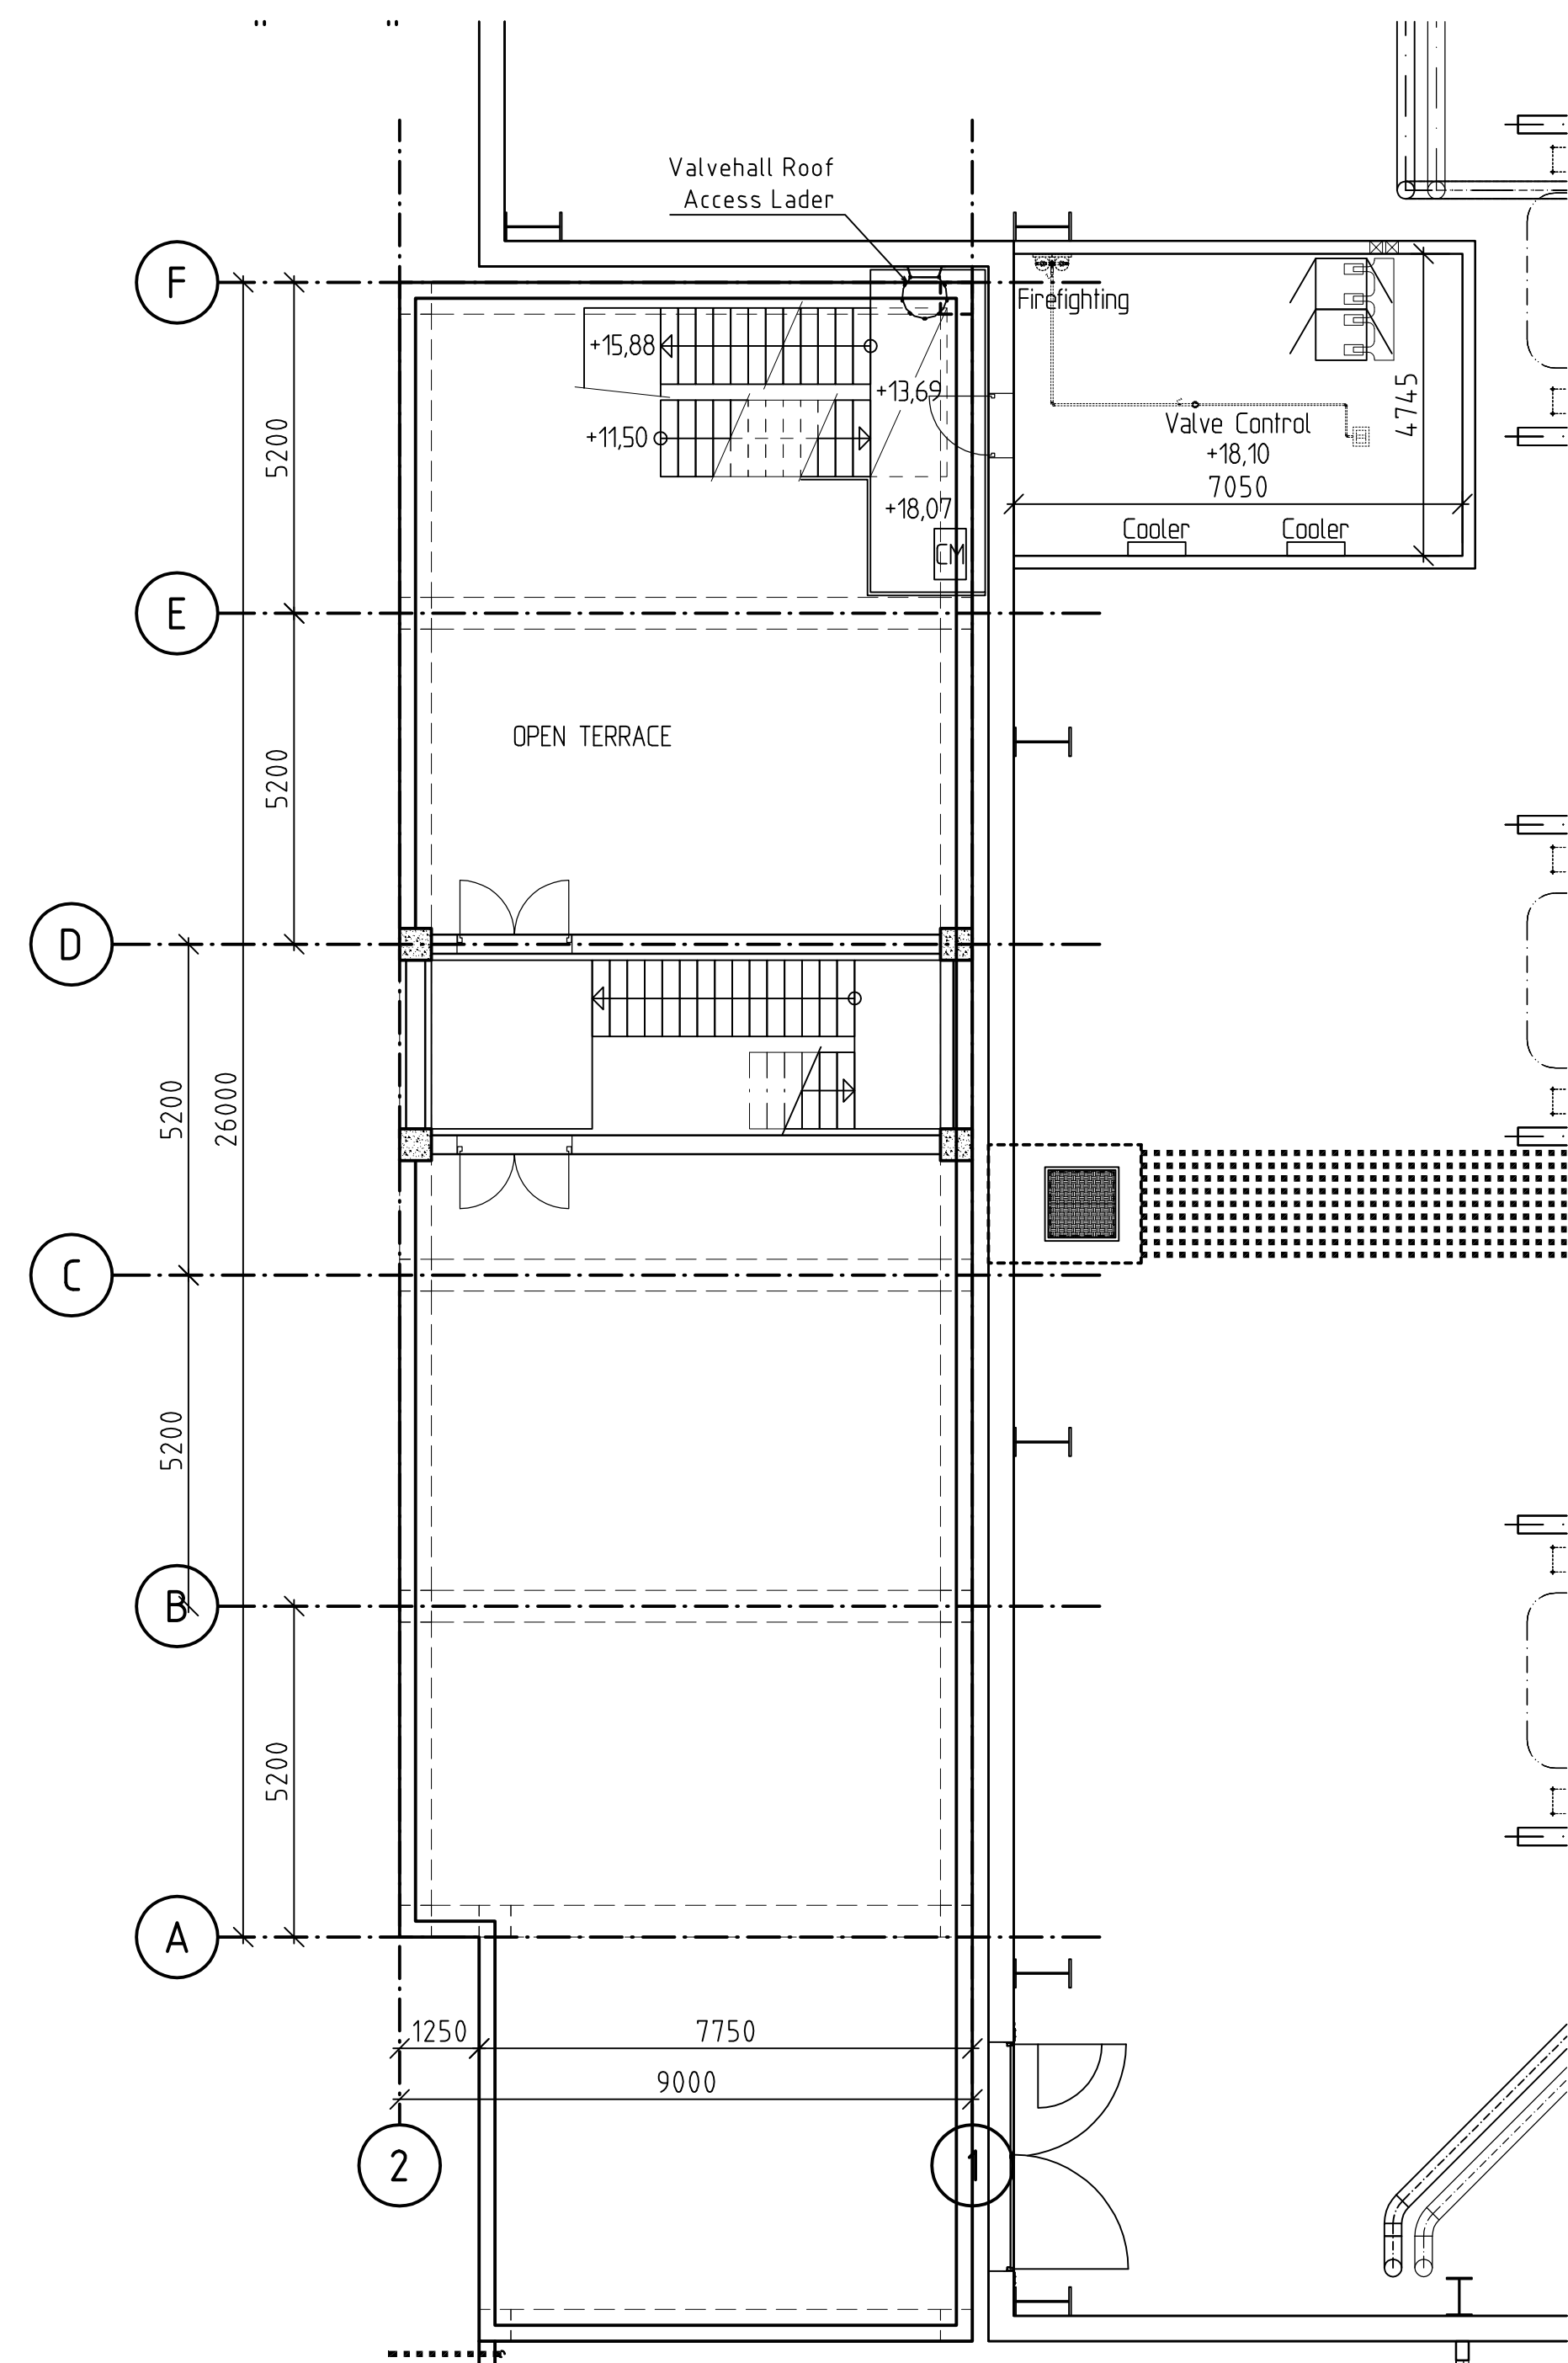 Valvehall Roof
Access Lader
F
Firefighting
+15,88
+13,69
4745
5200
Valve Control
+11,50
+18,10
7050
+18,07
Cooler
Cooler
CM
E
OPEN TERRACE
5200
D
5200
26000
C
5200
B
5200
A
1250
7750
9000
2
1